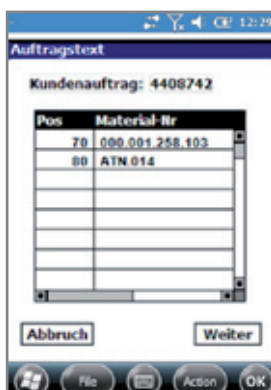 12:29
Auftragstext
Kundenauftrag: 4408742
Pos Material-Nr
70 000.001.258.103
80 ATN.014
Abbruch Weiter
File Action OK